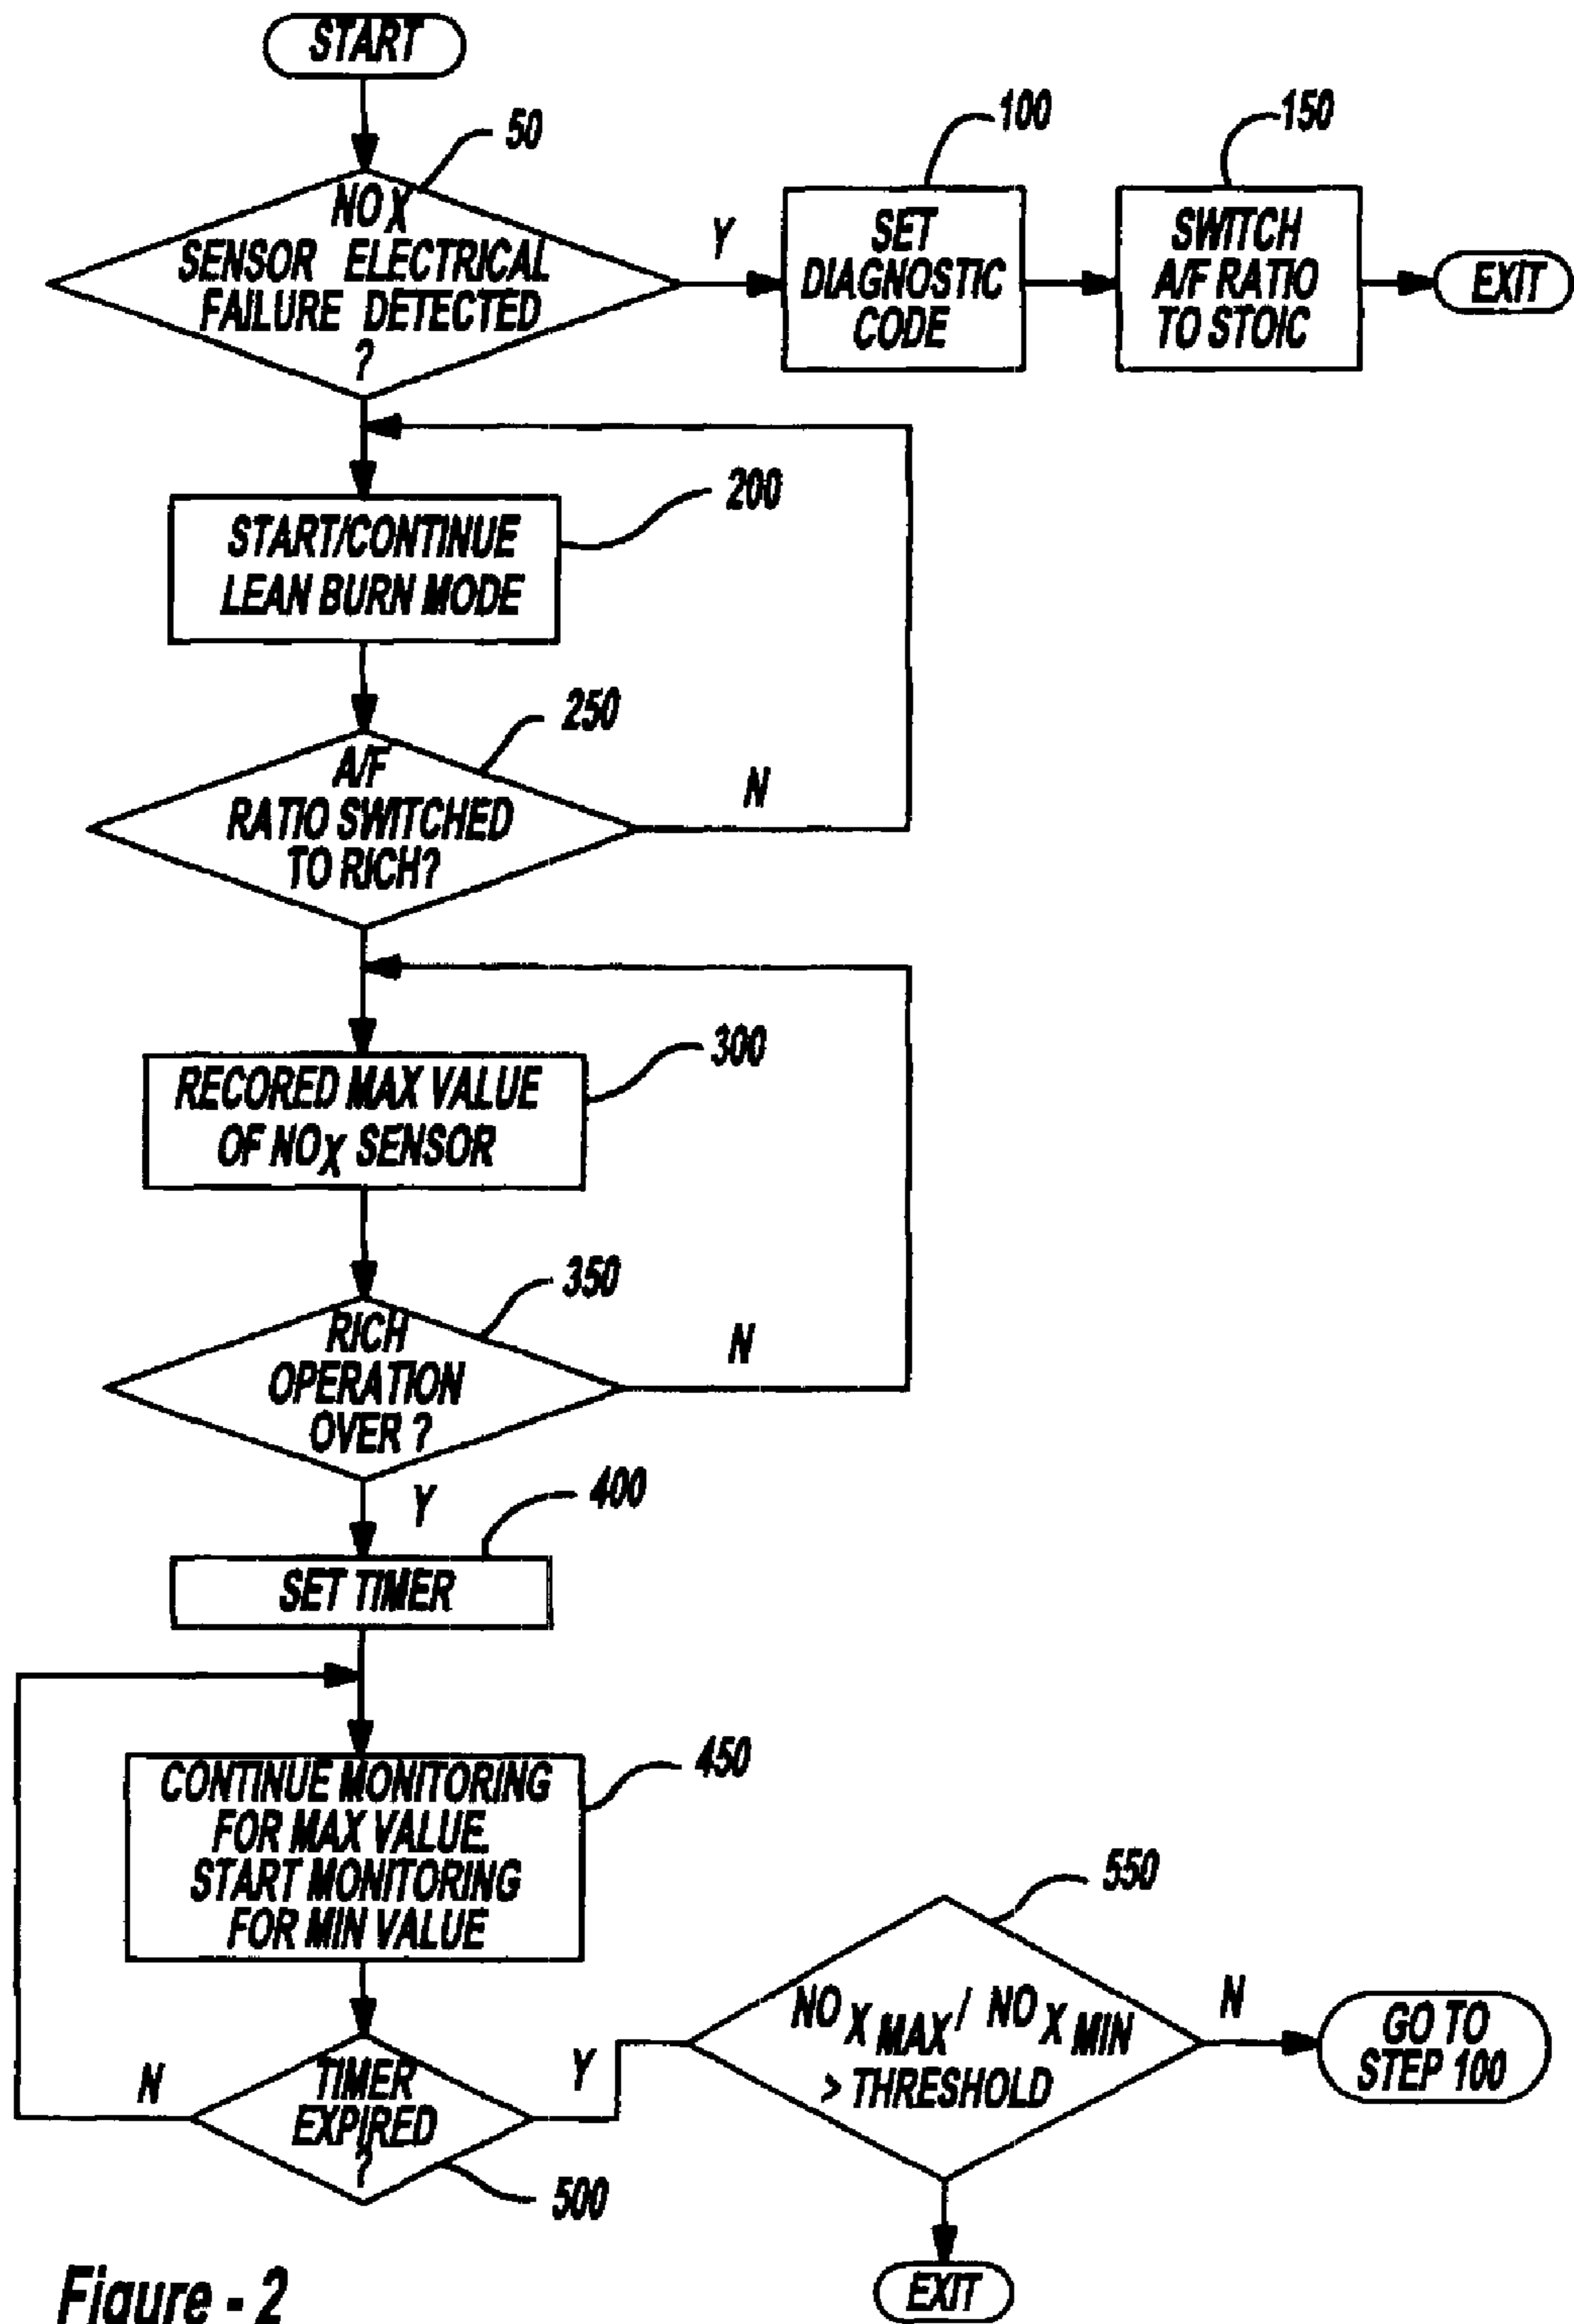 START
50
NOX
SENSOR ELECTRICAL
FAILURE DETECTED
?
Y
100
SET
DIAGNOSTIC
CODE
150
SWITCH
A/F RATIO
TO STOIC
EXIT
200
START/CONTINUE
LEAN BURN MODE
250
A/F
RATIO SWITCHED
TO RICH?
N
300
RECORED MAX VALUE
OF NOX SENSOR
350
RICH
OPERATION
OVER ?
N
Y
400
SET TIMER
450
CONTINUE MONITORING
FOR MAX VALUE.
START MONITORING
FOR MIN VALUE
500
TIMER
EXPIRED
?
N
Y
550
NOX MAX / NOX MIN
> THRESHOLD
N
GO TO
STEP 100
EXIT
Figure - 2